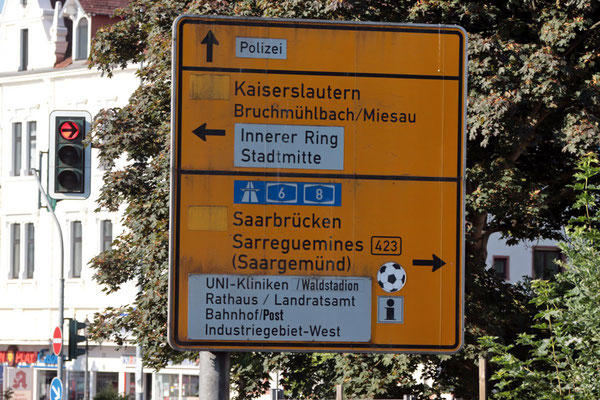 Polizei
Kaiserslautern
Bruchmühlbach/Miesau
Innerer Ring
Stadtmitte
6 8
Saarbrücken
Sarreguemines 423
(Saargemünd)
UNI-Kliniken /Waldstadion
Rathaus / Landratsamt
Bahnhof/Post
Industriegebiet-West
i